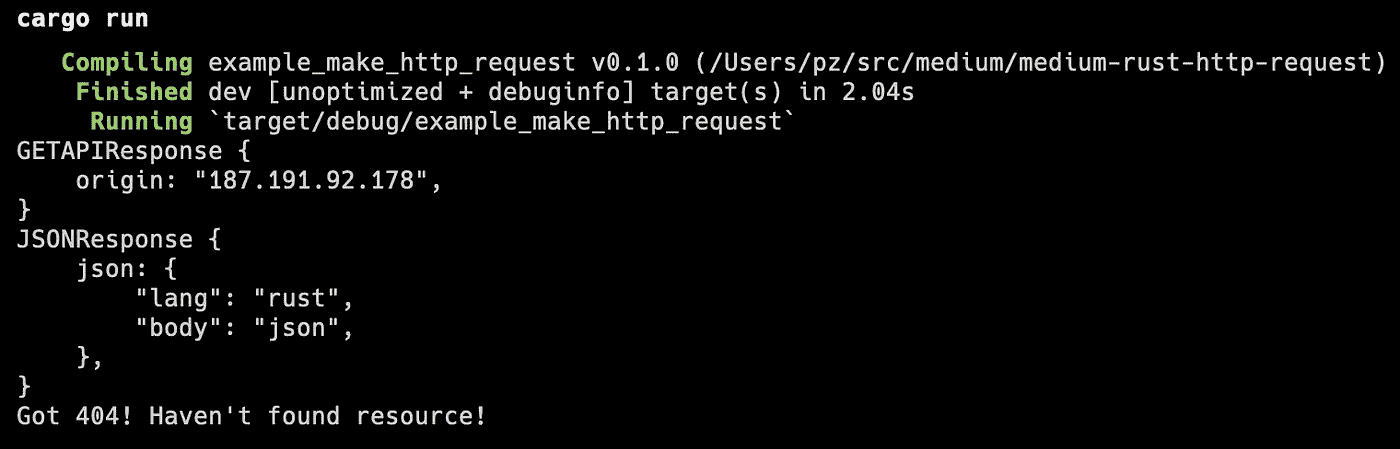 cargo run
   Compiling example_make_http_request v0.1.0 (/Users/pz/src/medium/medium-rust-http-request)
    Finished dev [unoptimized + debuginfo] target(s) in 2.04s
     Running `target/debug/example_make_http_request`
GETAPIResponse {
    origin: "187.191.92.178",
}
JSONResponse {
    json: {
        "lang": "rust",
        "body": "json",
    },
}
Got 404! Haven't found resource!